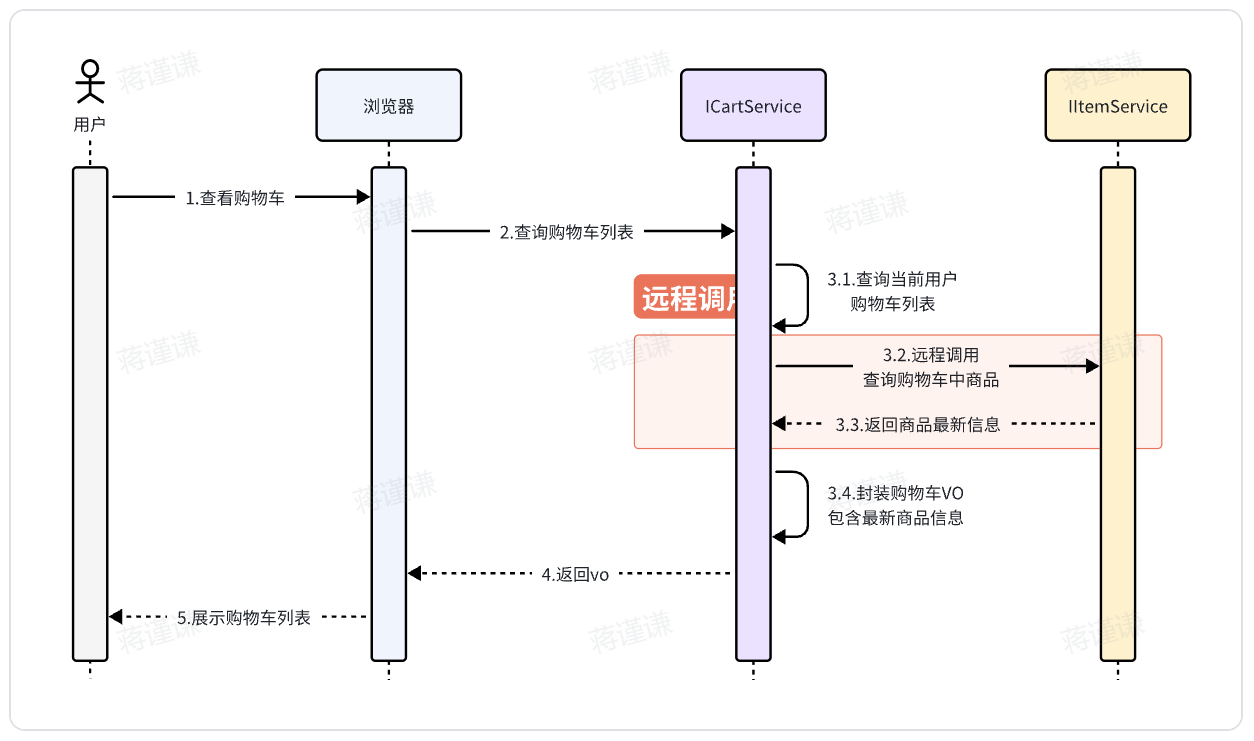 用户
浏览器
ICartService
IItemService
1.查看购物车
2.查询购物车列表
远程调用
3.1.查询当前用户
购物车列表
3.2.远程调用
查询购物车中商品
3.3.返回商品最新信息
3.4.封装购物车VO
包含最新商品信息
4.返回vo
5.展示购物车列表
蒋谨谦
蒋谨谦
蒋谨谦
蒋谨谦
蒋谨谦
蒋谨谦
蒋谨谦
蒋谨谦
蒋谨谦
蒋谨谦
蒋谨谦
蒋谨谦
蒋谨谦